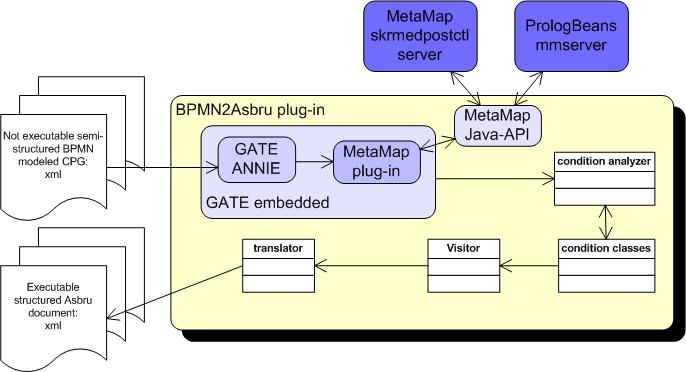 MetaMap
skrmedpostctl
server
PrologBeans
mmserver
BPMN2Asbru plug-in
MetaMap
Java-API
Not executable semi-
structured BPMN
modeled CPG:
xml
GATE
ANNIE
MetaMap
plug-in
GATE embedded
condition analyzer
translator
Visitor
condition classes
Executable
structured Asbru
document:
xml